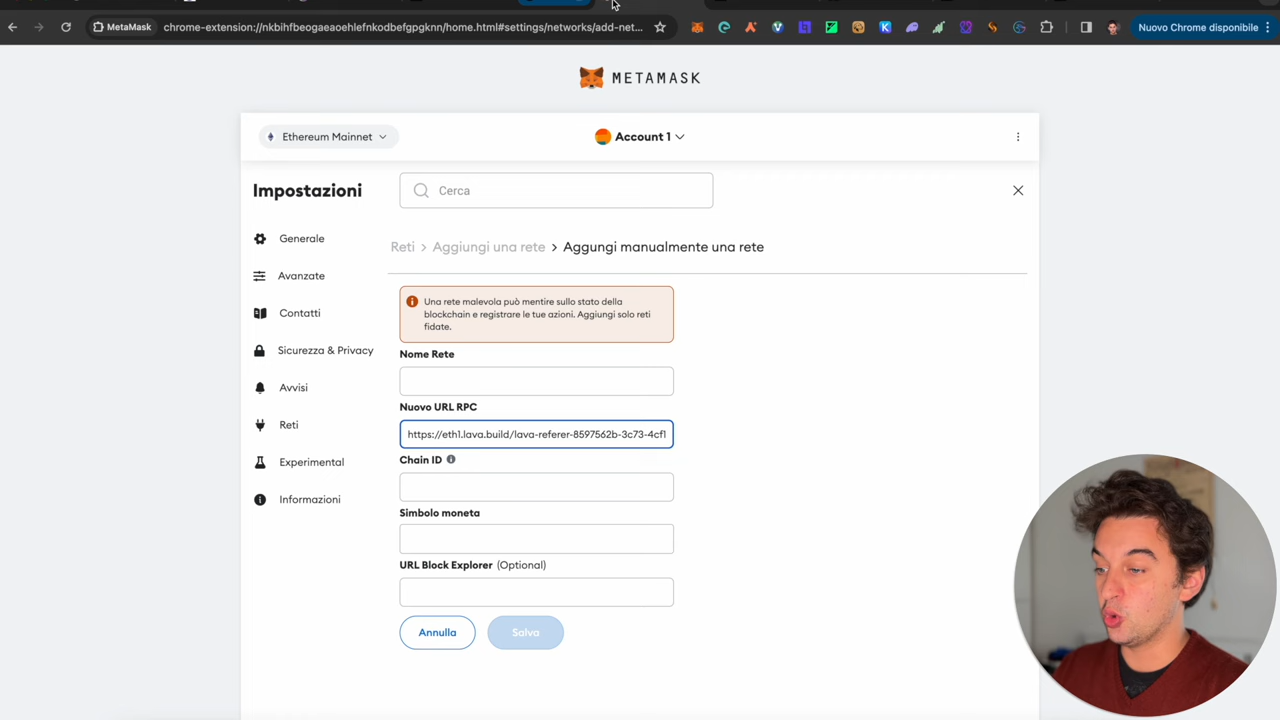 MetaMask
chrome-extension://nkbihfbeogaeaoehlefnkodbefgpgknn/home.html#settings/networks/add-net...
Nuovo Chrome disponibile
METAMASK
Ethereum Mainnet
Account 1
Impostazioni
Cerca
Generale
Avanzate
Contatti
Sicurezza & Privacy
Avvisi
Reti
Experimental
Informazioni
Reti > Aggiungi una rete > Aggungi manualmente una rete
Una rete malevola può mentire sullo stato della
blockchain e registrare le tue azioni. Aggiungi solo reti
fidate.
Nome Rete
Nuovo URL RPC
https://eth1.lava.build/lava-referer-8597562b-3c73-4cf1
Chain ID
Simbolo moneta
URL Block Explorer (Optional)
Annulla
Salva